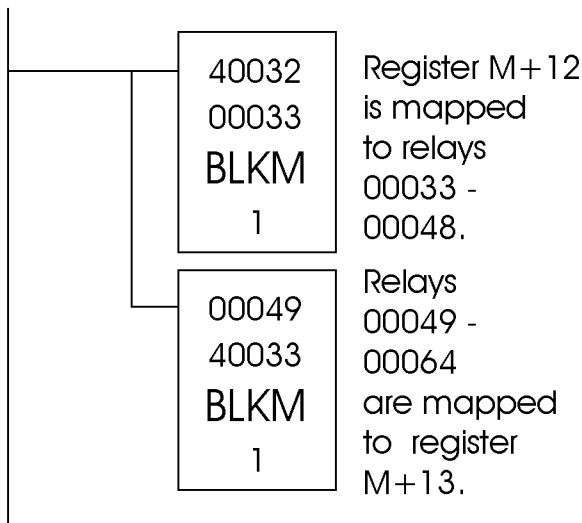 40032
00033
BLKM
1
Register M+12
is mapped
to relays
00033 -
00048.
00049
40033
BLKM
1
Relays
00049 -
00064
are mapped
to register
M+13.